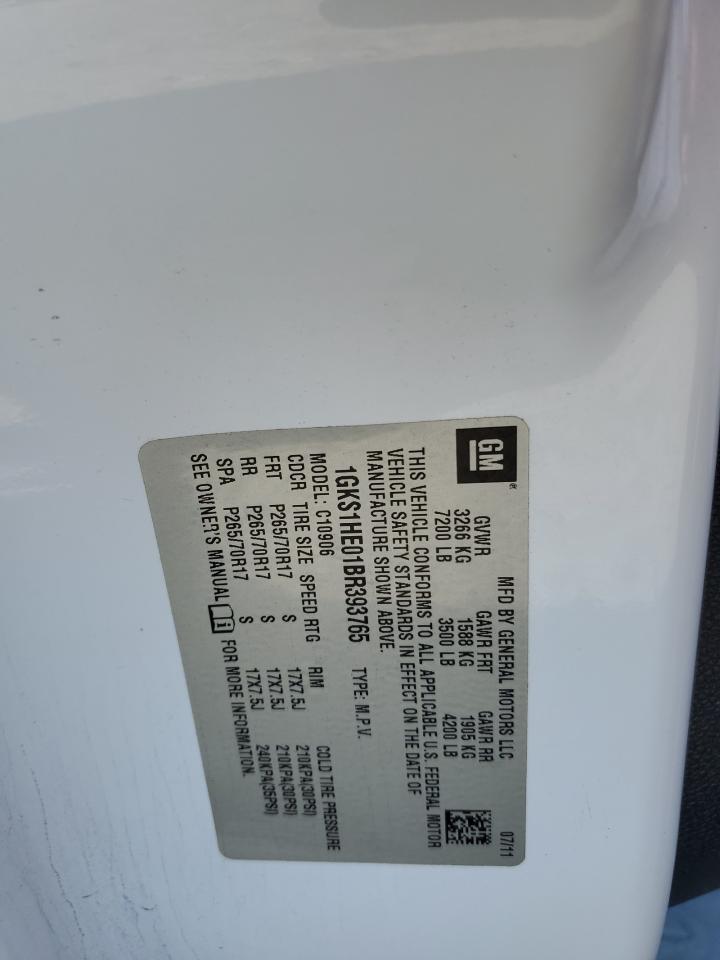 GM® MFD BY GENERAL MOTORS LLC 07/11
GVWR GAWR FRT GAWR RR
3266 KG 1588 KG 1905 KG
7200 LB 3500 LB 4200 LB
THIS VEHICLE CONFORMS TO ALL APPLICABLE U.S. FEDERAL MOTOR
VEHICLE SAFETY STANDARDS IN EFFECT ON THE DATE OF
MANUFACTURE SHOWN ABOVE.
1GKS1HE01BR393765 TYPE: M.P.V.
MODEL: C10906
CDCR TIRE SIZE SPEED RTG RIM COLD TIRE PRESSURE
FRT P265/70R17 S 17X7.5J 210KPA(30PSI)
RR P265/70R17 S 17X7.5J 210KPA(30PSI)
SPA P265/70R17 S 17X7.5J 240KPA(35PSI)
SEE OWNER'S MANUAL FOR MORE INFORMATION.